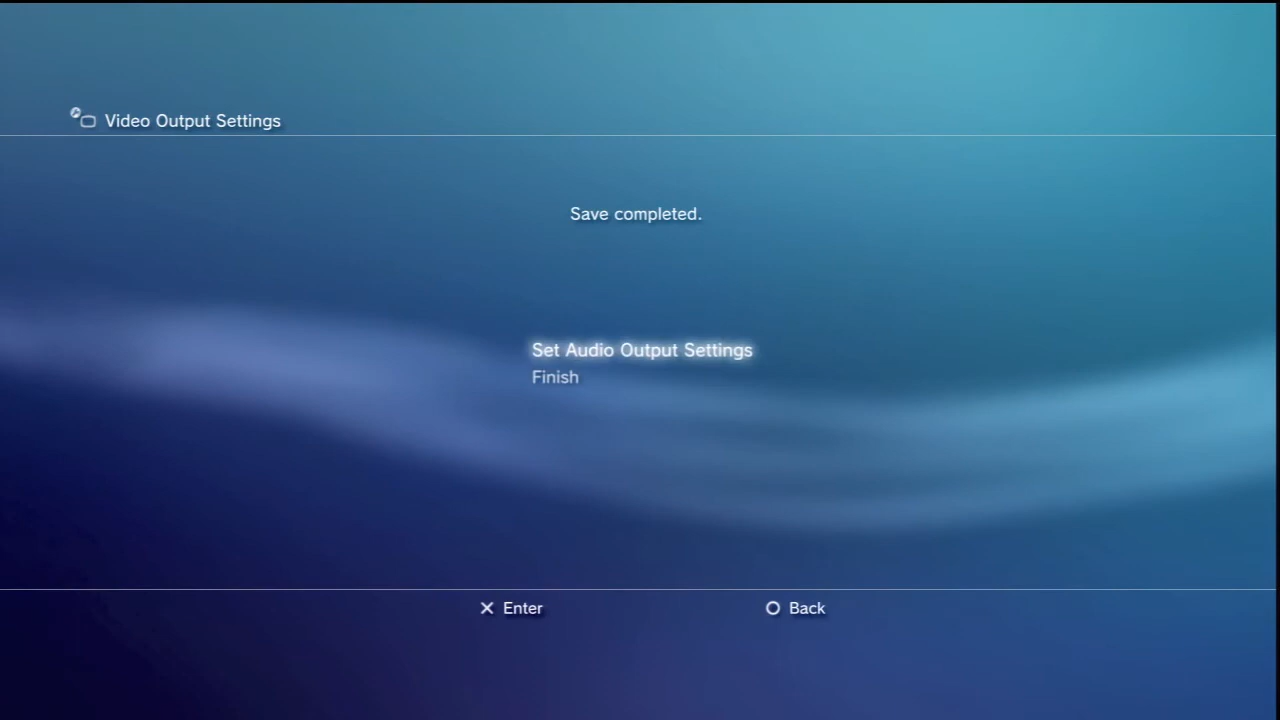 Video Output Settings
Save completed.
Set Audio Output Settings
Finish
Enter
Back